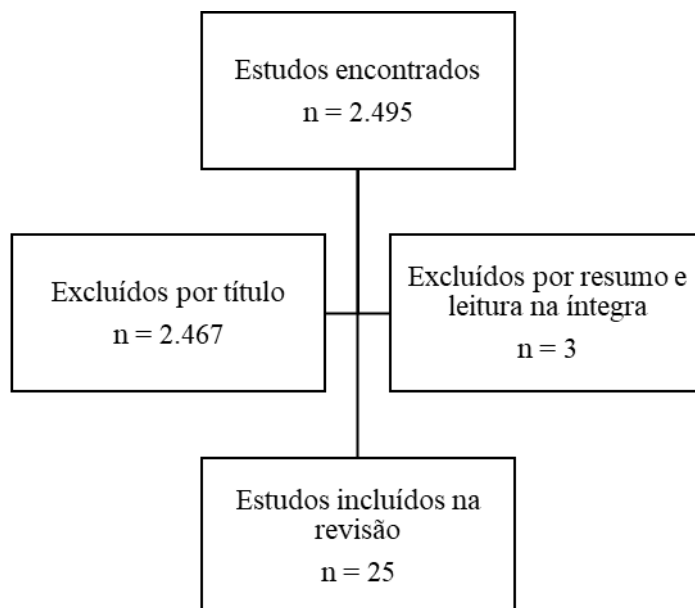 Estudos encontrados
n = 2.495
Excluídos por título
n = 2.467
Excluídos por resumo e
leitura na íntegra
n = 3
Estudos incluídos na
revisão
n = 25